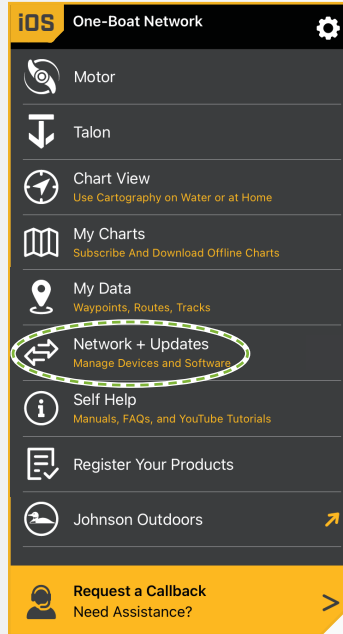 iOS
One-Boat Network
Motor
Talon
Chart View
Use Cartography on Water or at Home
My Charts
Subscribe And Download Offline Charts
My Data
Waypoints, Routes, Tracks
Network + Updates
Manage Devices and Software
Self Help
Manuals, FAQs, and YouTube Tutorials
Register Your Products
Johnson Outdoors
Request a Callback
Need Assistance?